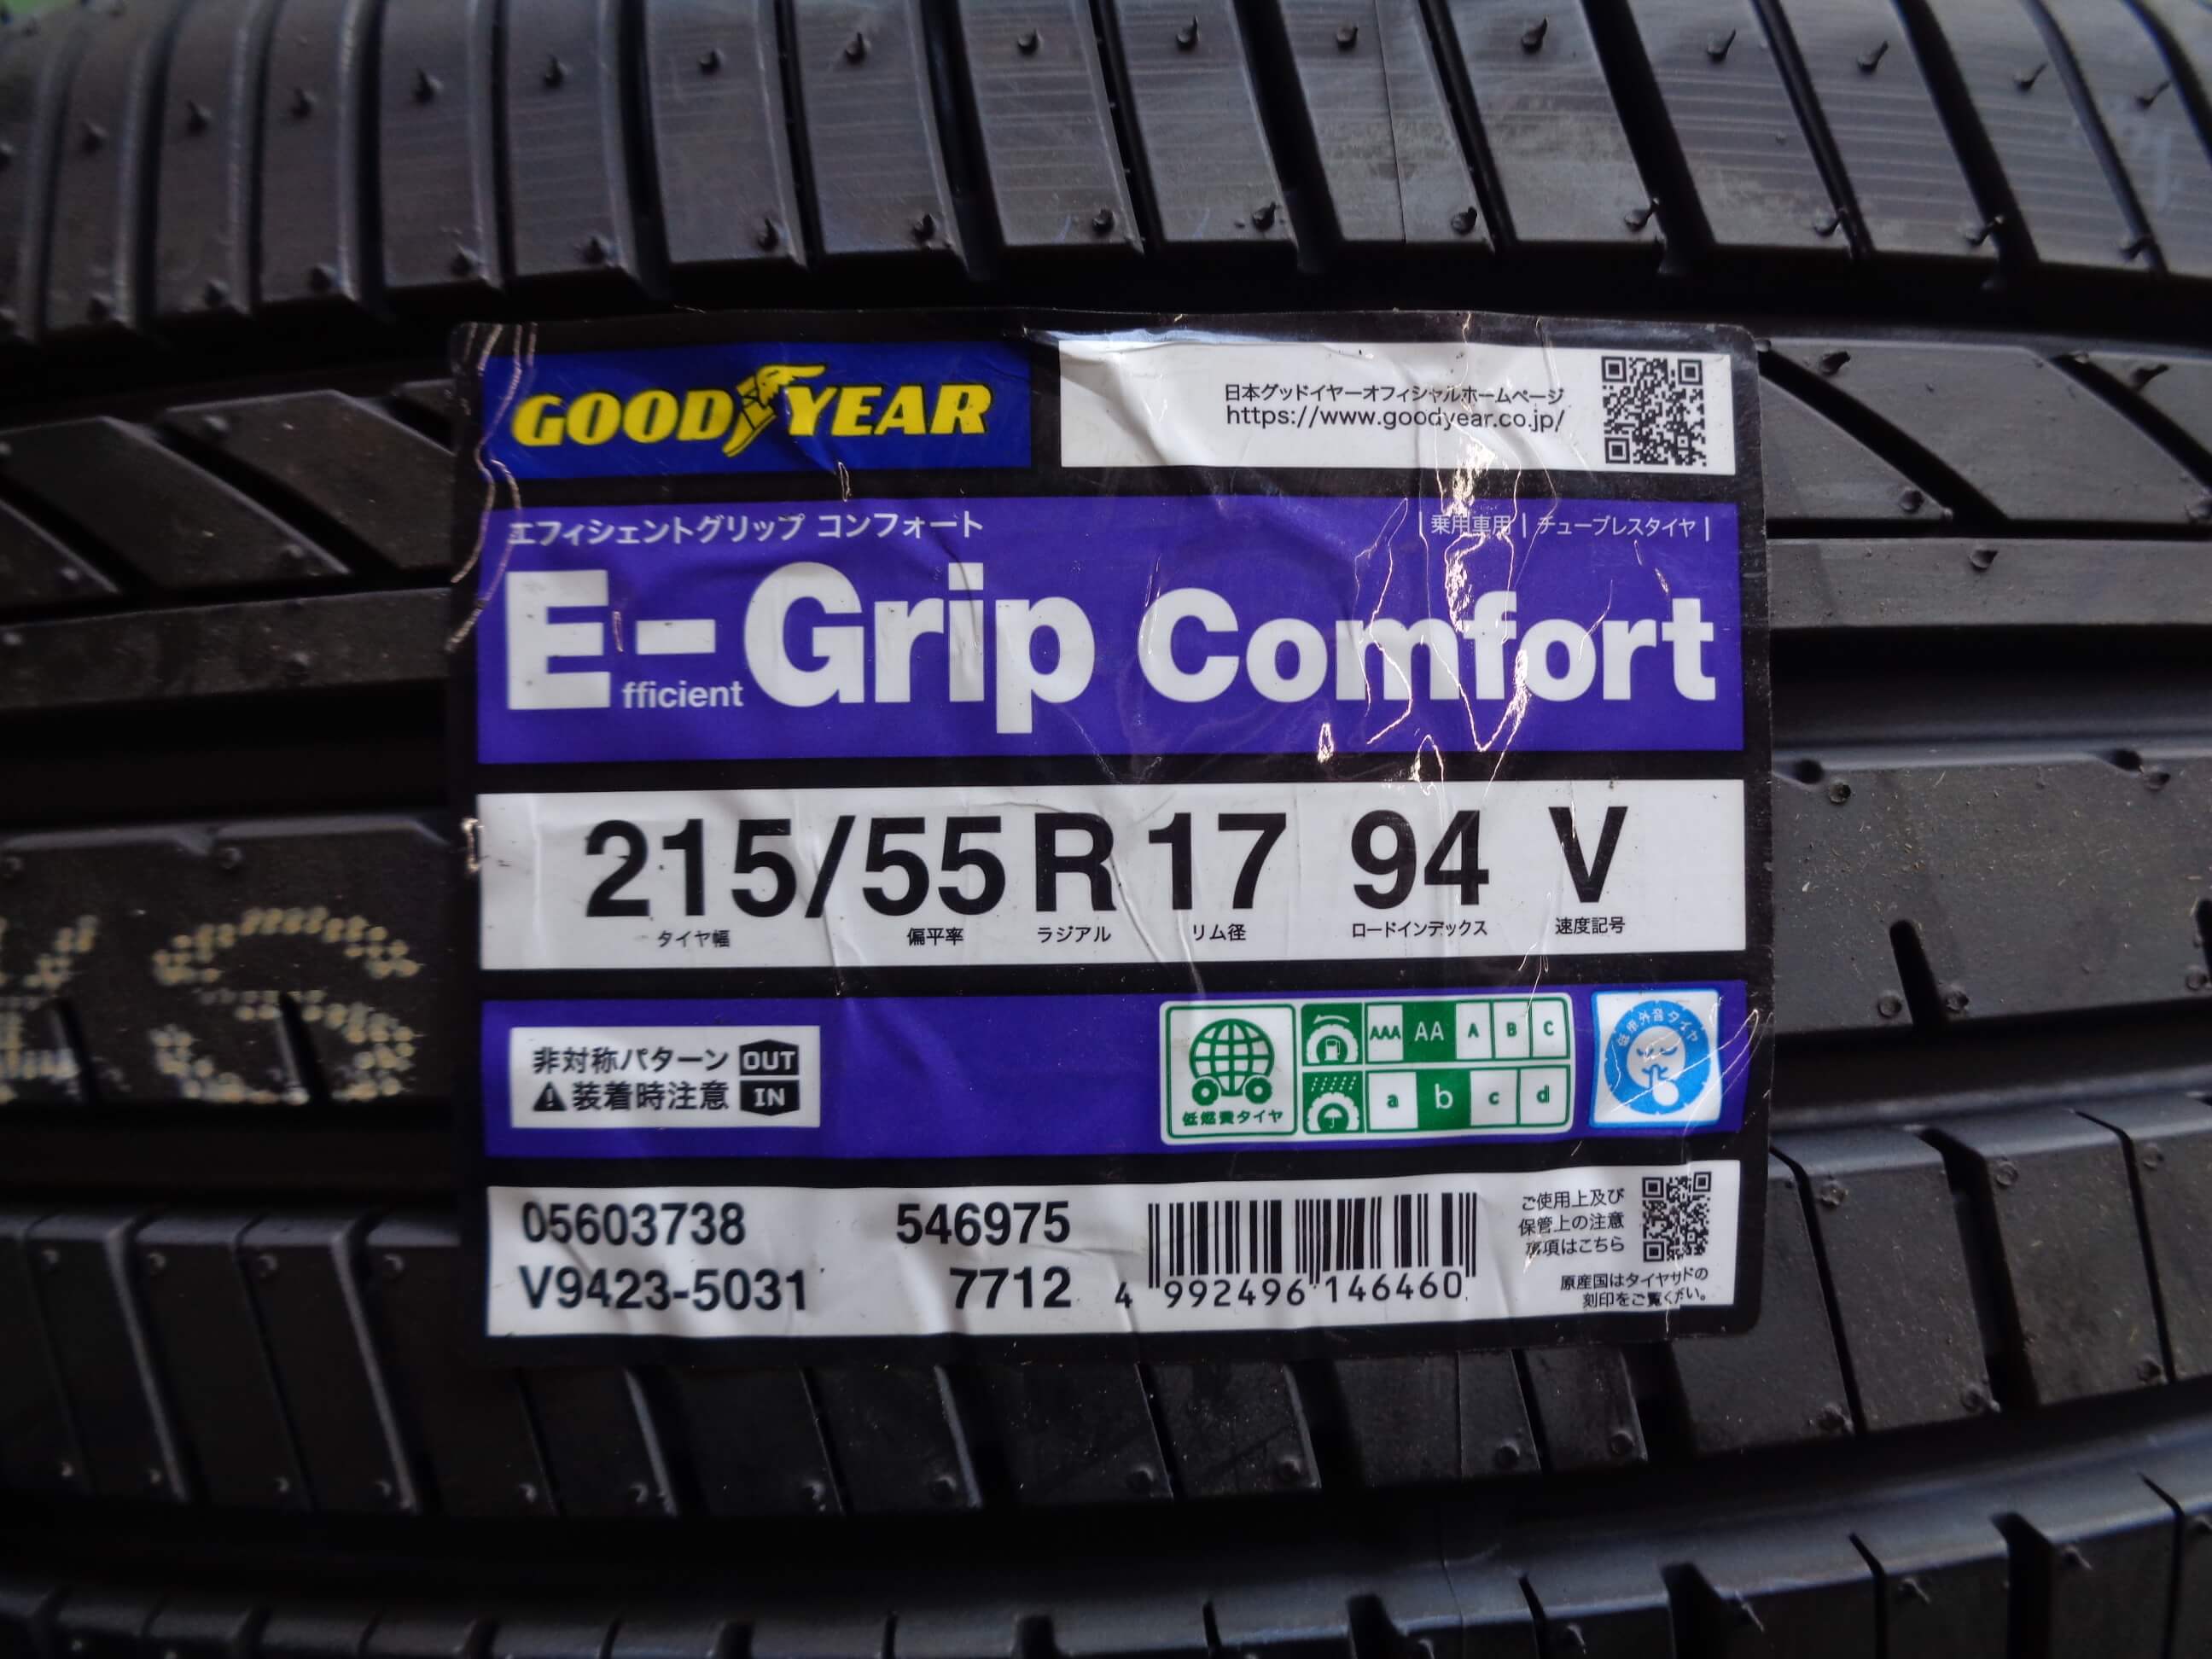 GOODYEAR
日本グッドイヤーオフィシャルホームページ
https://www.goodyear.co.jp/
エフィシェントグリップ コンフォート
|乗用車用|チューブレスタイヤ|
E-Grip Comfort
fficient
215/55 R 17 94 V
タイヤ幅 偏平率 ラジアル リム径 ロードインデックス 速度記号
非対称パターン OUT
⚠装着時注意 IN
AAA AA A B C
a b c d
低燃費タイヤ
低車外音タイヤ
05603738 546975
V9423-5031 7712
4 992496 146460
ご使用上及び
保管上の注意
事項はこちら
原産国はタイヤサイドの
刻印をご覧ください。
S